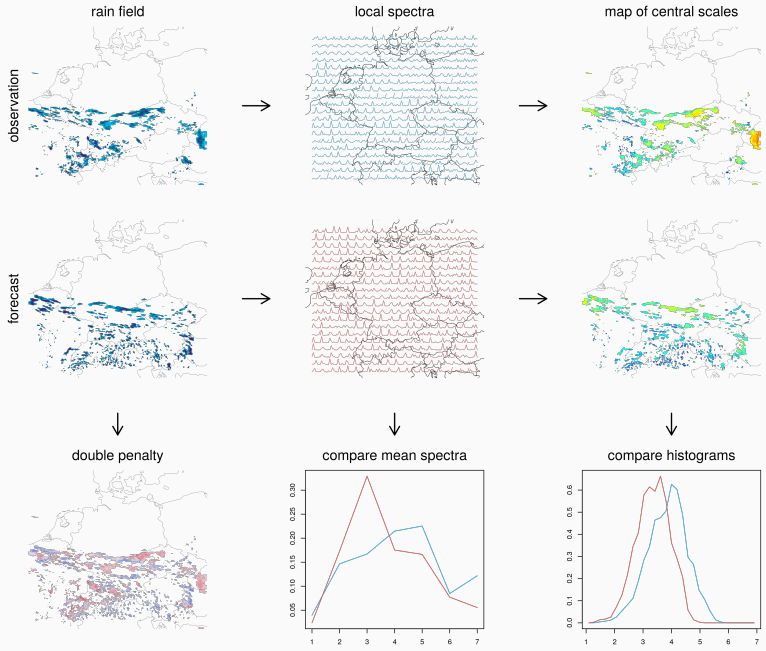 rain field
local spectra
map of central scales
observation
forecast
double penalty
compare mean spectra
compare histograms
0.30
0.25
0.20
0.15
0.10
0.05
1 2 3 4 5 6 7
0.6
0.5
0.4
0.3
0.2
0.1
0.0
1 2 3 4 5 6 7